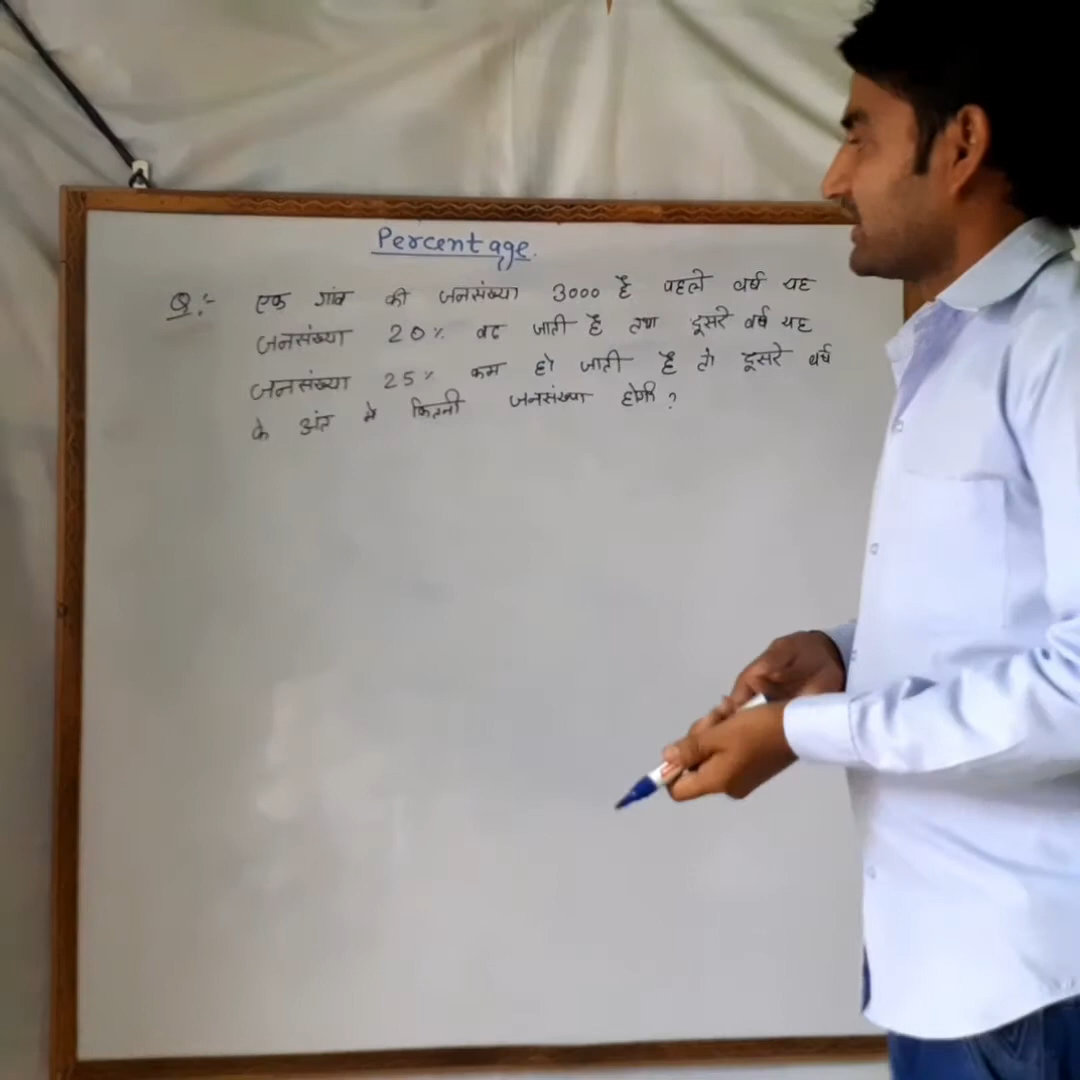 Percentage.
Q:- एक गांव की जनसंख्या 3000 है पहले वर्ष यह
जनसंख्या 20% बढ जाती है तथा दूसरे वर्ष यह
जनसंख्या 25% कम हो जाती है तो दूसरे वर्ष
के अंत मे कितनी जनसंख्या होगी ?